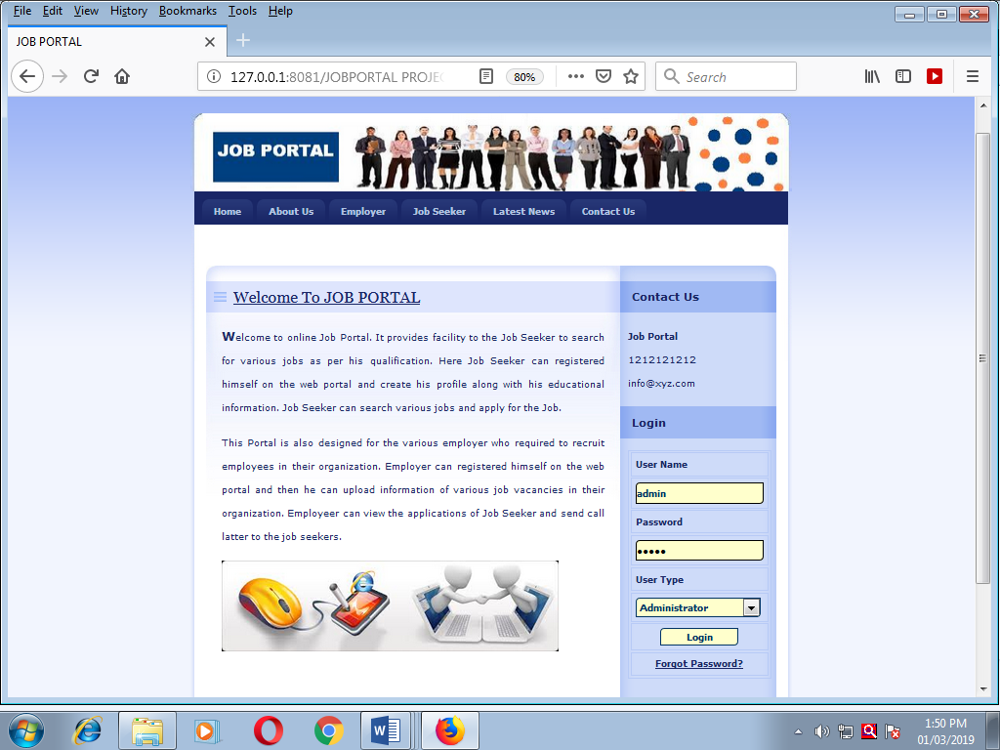 File Edit View History Bookmarks Tools Help
JOB PORTAL
127.0.0.1:8081/JOBPORTAL PROJEC
80%
Search
JOB PORTAL
Home About Us Employer Job Seeker Latest News Contact Us
Welcome To JOB PORTAL
Welcome to online Job Portal. It provides facility to the Job Seeker to search
for various jobs as per his qualification. Here Job Seeker can registered
himself on the web portal and create his profile along with his educational
information. Job Seeker can search various jobs and apply for the Job.
This Portal is also designed for the various employer who required to recruit
employees in their organization. Employer can registered himself on the web
portal and then he can upload information of various job vacancies in their
organization. Employeer can view the applications of Job Seeker and send call
latter to the job seekers.
Contact Us
Job Portal
1212121212
info@xyz.com
Login
User Name
admin
Password
•••••
User Type
Administrator
Login
Forgot Password?
1:50 PM
01/03/2019